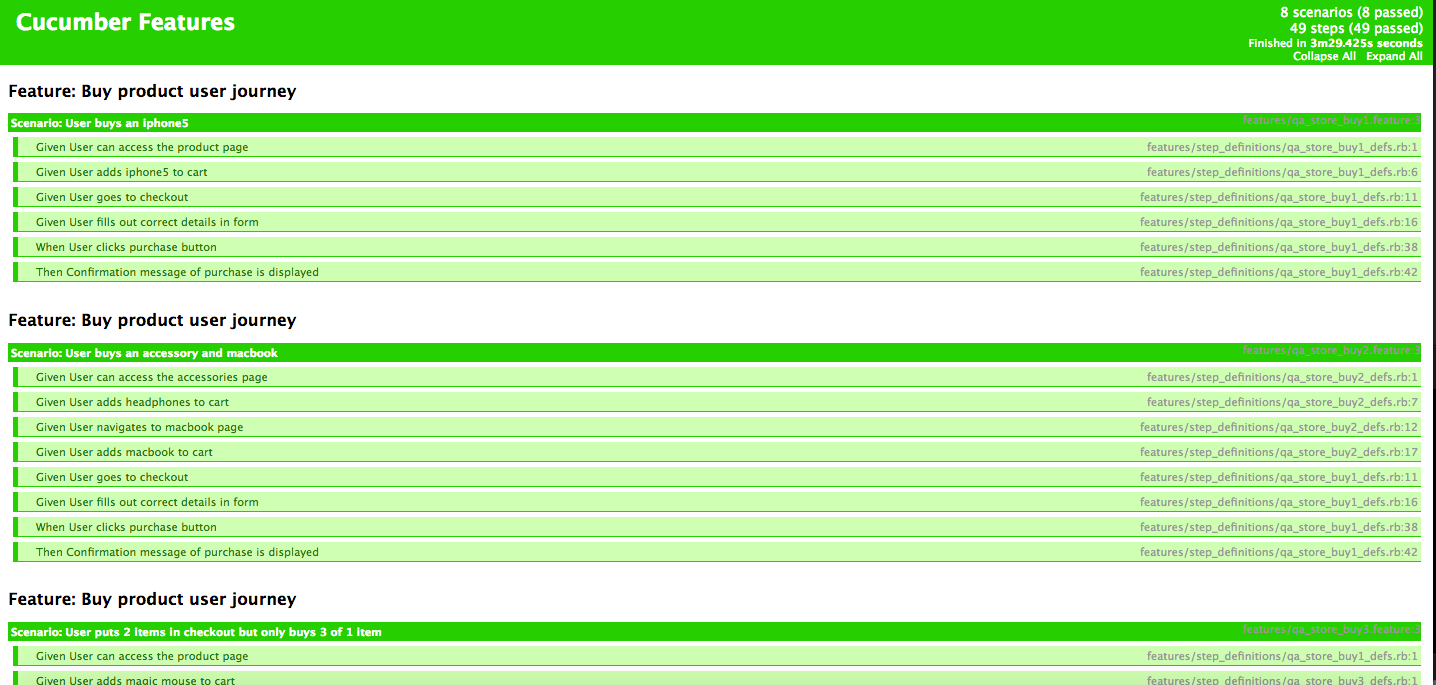 Cucumber Features
8 scenarios (8 passed)
49 steps (49 passed)
Finished in 3m29.425s seconds
Collapse All Expand All
Feature: Buy product user journey
Scenario: User buys an iphone5 features/qa_store_buy1.feature:3
Given User can access the product page features/step_definitions/qa_store_buy1_defs.rb:1
Given User adds iphone5 to cart features/step_definitions/qa_store_buy1_defs.rb:6
Given User goes to checkout features/step_definitions/qa_store_buy1_defs.rb:11
Given User fills out correct details in form features/step_definitions/qa_store_buy1_defs.rb:16
When User clicks purchase button features/step_definitions/qa_store_buy1_defs.rb:38
Then Confirmation message of purchase is displayed features/step_definitions/qa_store_buy1_defs.rb:42
Feature: Buy product user journey
Scenario: User buys an accessory and macbook features/qa_store_buy2.feature:3
Given User can access the accessories page features/step_definitions/qa_store_buy2_defs.rb:1
Given User adds headphones to cart features/step_definitions/qa_store_buy2_defs.rb:7
Given User navigates to macbook page features/step_definitions/qa_store_buy2_defs.rb:12
Given User adds macbook to cart features/step_definitions/qa_store_buy2_defs.rb:17
Given User goes to checkout features/step_definitions/qa_store_buy1_defs.rb:11
Given User fills out correct details in form features/step_definitions/qa_store_buy1_defs.rb:16
When User clicks purchase button features/step_definitions/qa_store_buy1_defs.rb:38
Then Confirmation message of purchase is displayed features/step_definitions/qa_store_buy1_defs.rb:42
Feature: Buy product user journey
Scenario: User puts 2 items in checkout but only buys 3 of 1 item features/qa_store_buy3.feature:3
Given User can access the product page features/step_definitions/qa_store_buy1_defs.rb:1
Given User adds magic mouse to cart features/step_definitions/qa_store_buy3_defs.rb:1